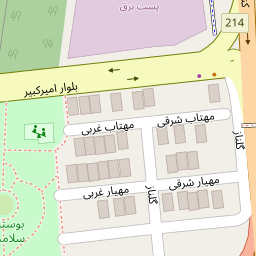 پست برق
214
بلوار امیرکبیر
مهتاب شرقی
مهتاب غربی
گلناز
مهیار شرقی
مهیار غربی
گلناز
بوستان
سلامت